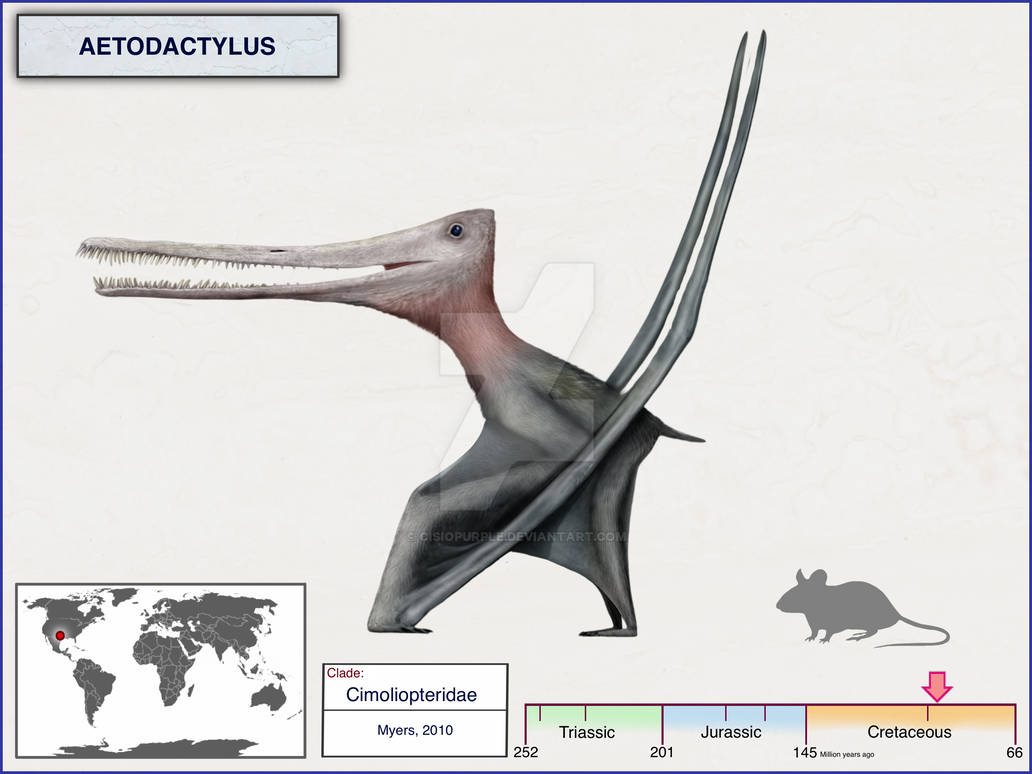 AETODACTYLUS
© CISIOPURPLE.DEVIANTART.COM
Clade:
Cimoliopteridae
Myers, 2010
Triassic Jurassic Cretaceous
252 201 145 Million years ago 66